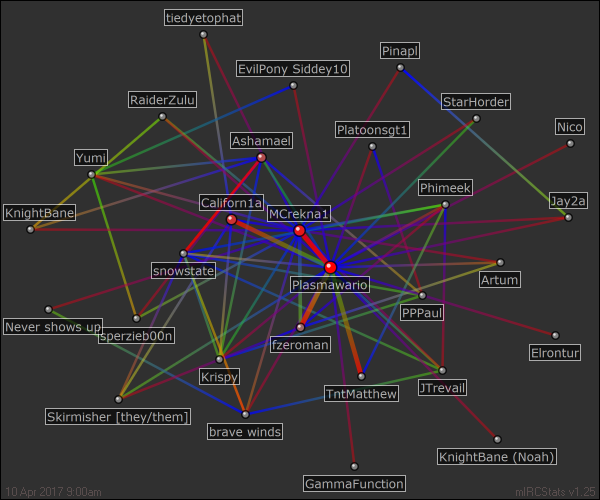 tiedyetophat
Pinapl
EvilPony Siddey10
RaiderZulu
StarHorder
Nico
Platoonsgt1
Ashamael
Yumi
Phimeek
Californ1a
Jay2a
KnightBane
MCrekna1
snowstate
Plasmawario
Artum
PPPaul
Never shows up
sperzieb00n
fzeroman
Elrontur
Krispy
TntMatthew
JTrevail
Skirmisher [they/them]
brave winds
KnightBane (Noah)
GammaFunction
10 Apr 2017 9:00am
mIRCStats v1.25